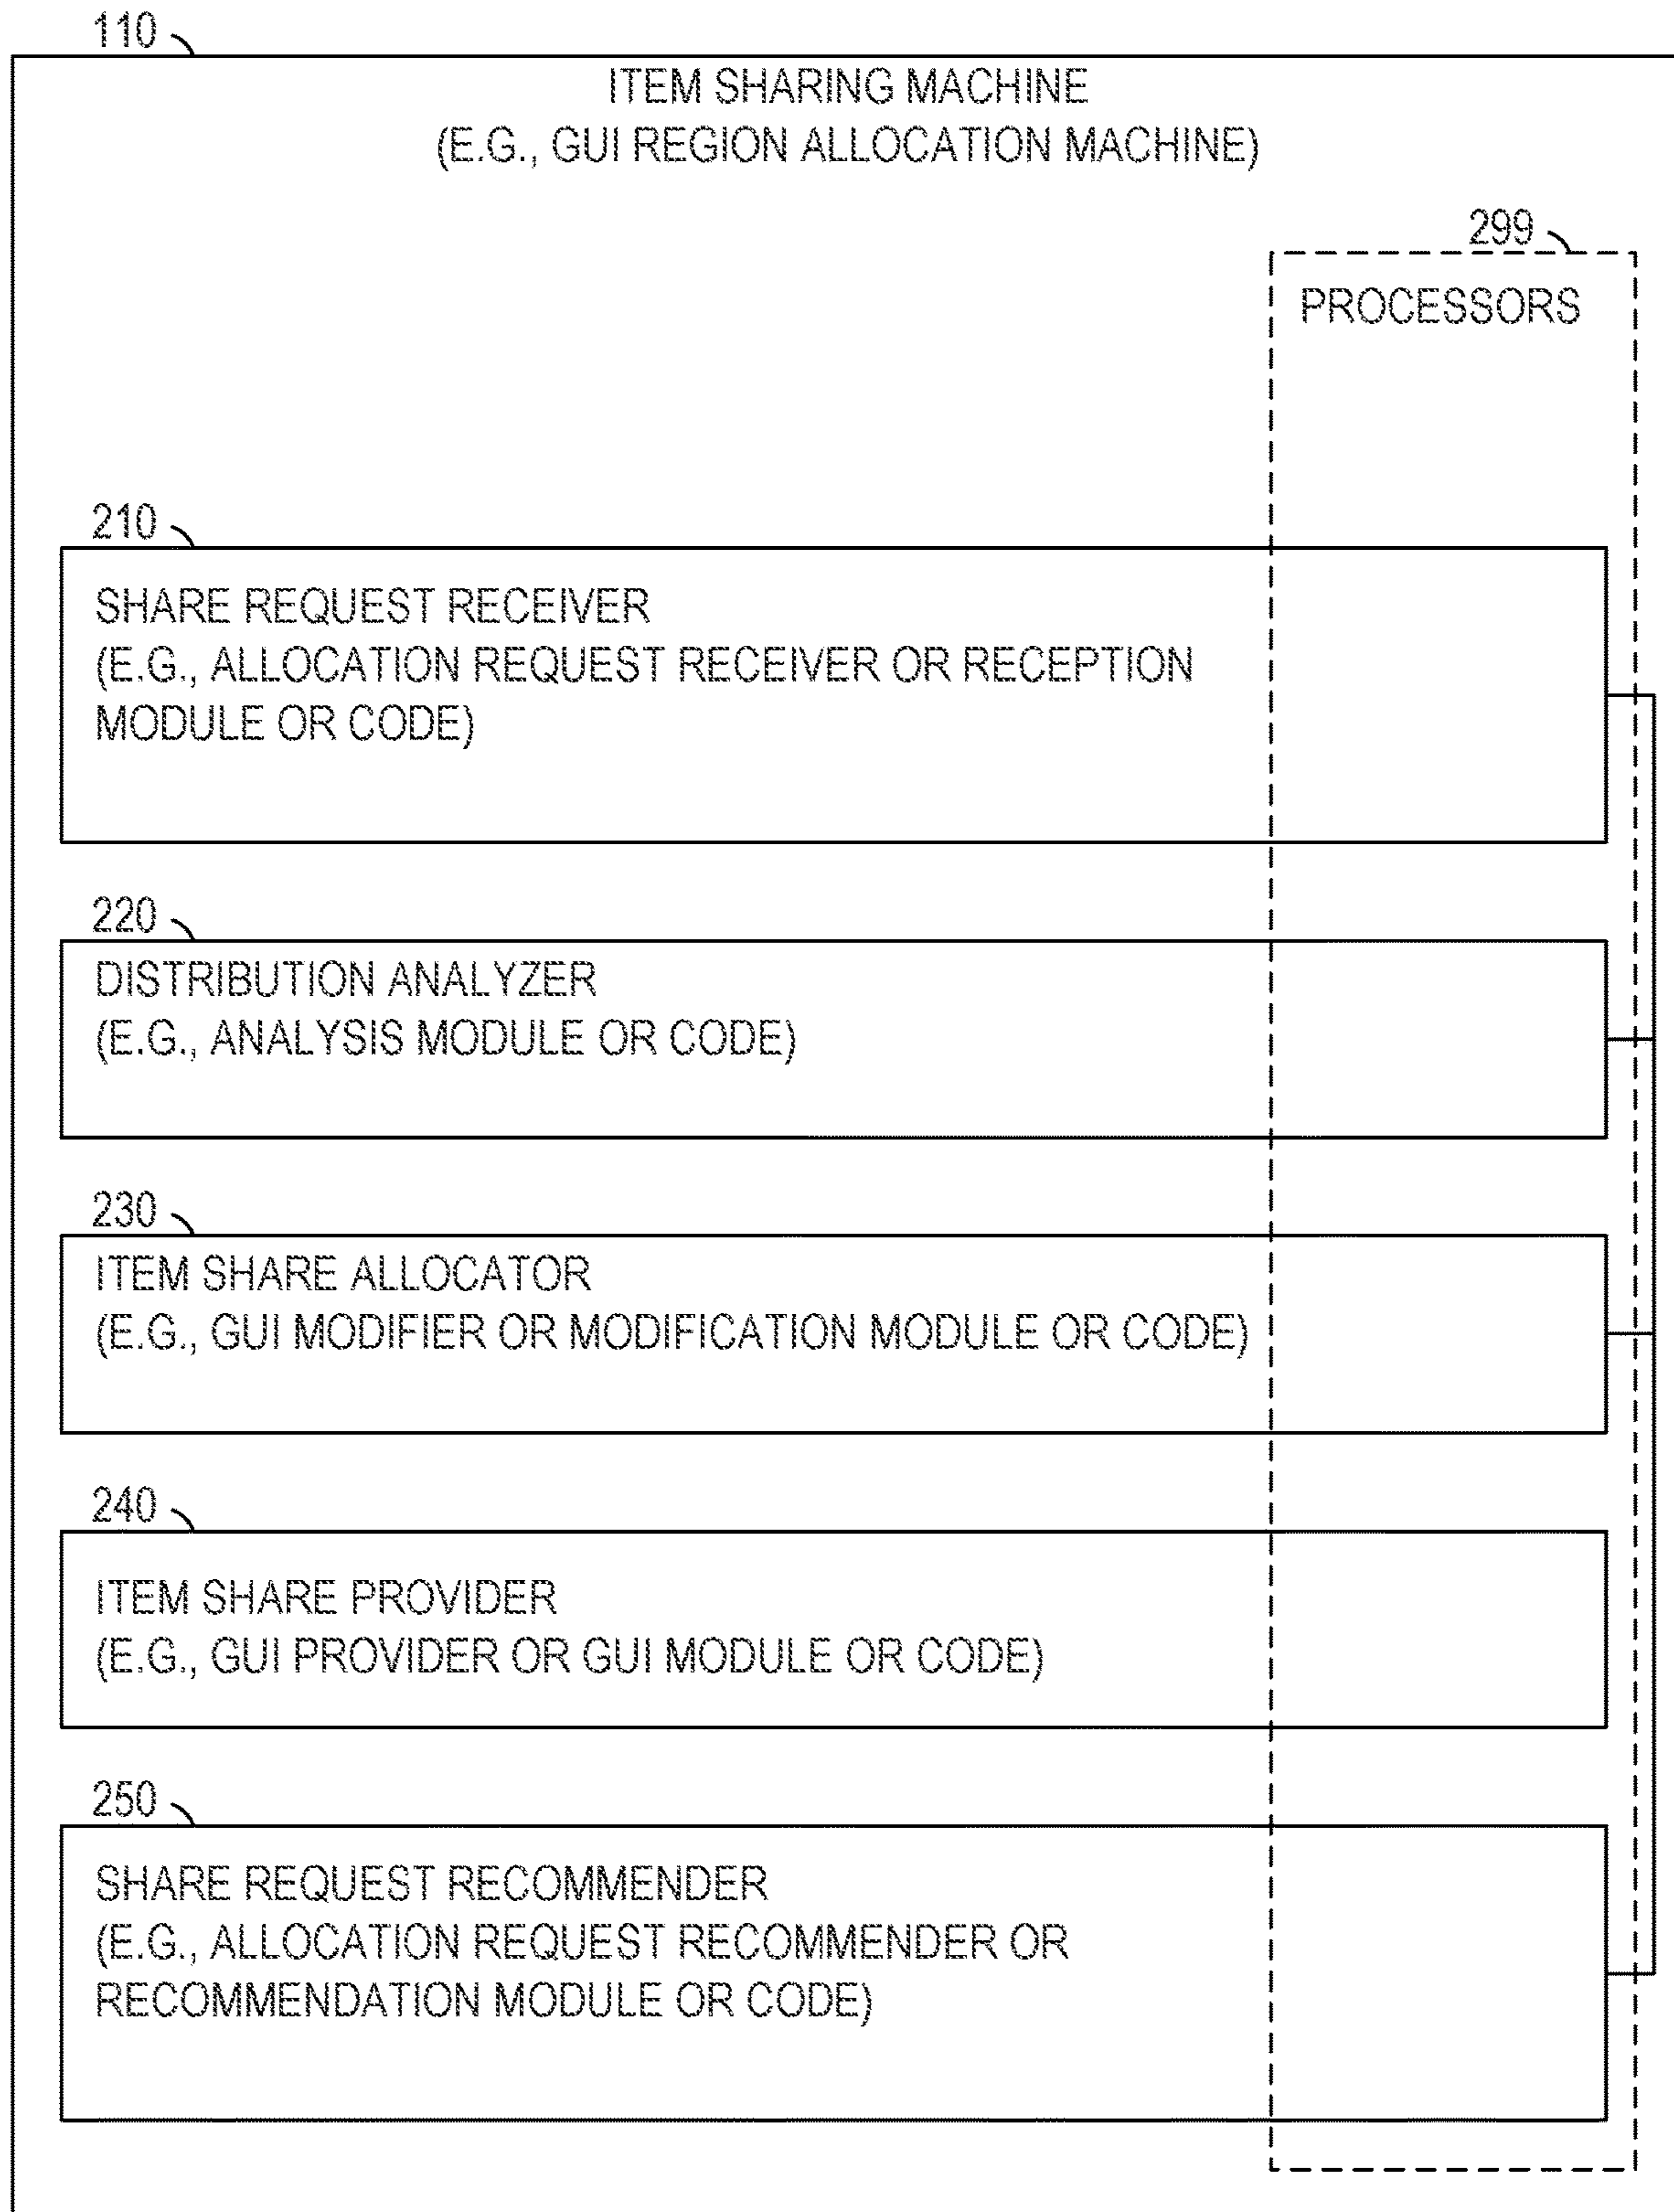 110
ITEM SHARING MACHINE
(E.G., GUI REGION ALLOCATION MACHINE)
299
PROCESSORS
210
SHARE REQUEST RECEIVER
(E.G., ALLOCATION REQUEST RECEIVER OR RECEPTION
MODULE OR CODE)
220
DISTRIBUTION ANALYZER
(E.G., ANALYSIS MODULE OR CODE)
230
ITEM SHARE ALLOCATOR
(E.G., GUI MODIFIER OR MODIFICATION MODULE OR CODE)
240
ITEM SHARE PROVIDER
(E.G., GUI PROVIDER OR GUI MODULE OR CODE)
250
SHARE REQUEST RECOMMENDER
(E.G., ALLOCATION REQUEST RECOMMENDER OR
RECOMMENDATION MODULE OR CODE)